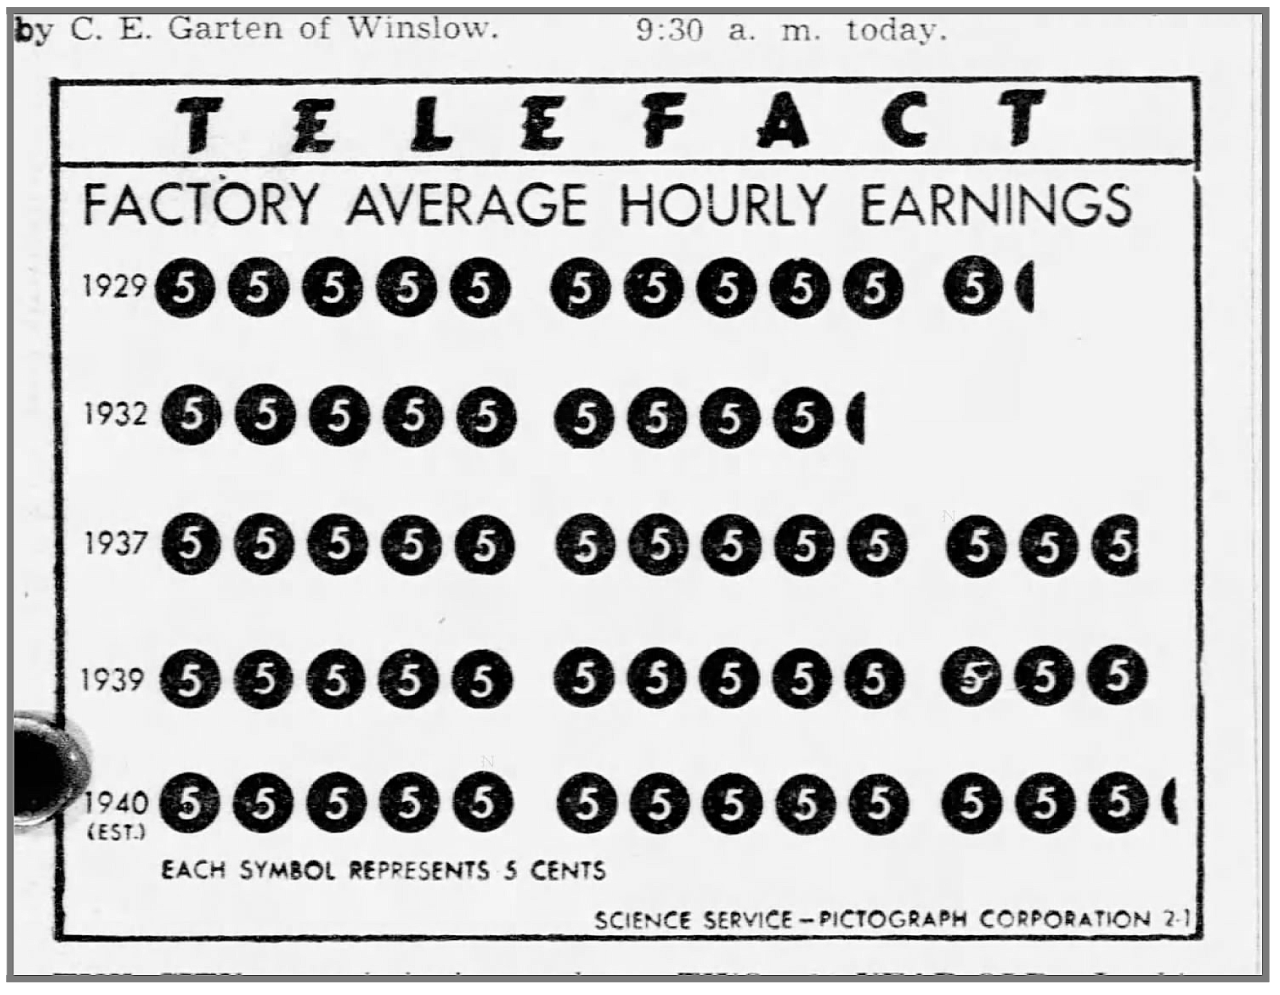 by C. E. Garten of Winslow.
9:30 a. m. today.
TELEFACT
FACTORY AVERAGE HOURLY EARNINGS
1929 5 5 5 5 5 5 5 5 5 5 5
1932 5 5 5 5 5 5 5 5 5
1937 5 5 5 5 5 5 5 5 5 5 5 5 5
1939 5 5 5 5 5 5 5 5 5 5 5 5 5
1940 5 5 5 5 5 5 5 5 5 5 5 5 5
(EST.)
EACH SYMBOL REPRESENTS 5 CENTS
SCIENCE SERVICE—PICTOGRAPH CORPORATION 2-1